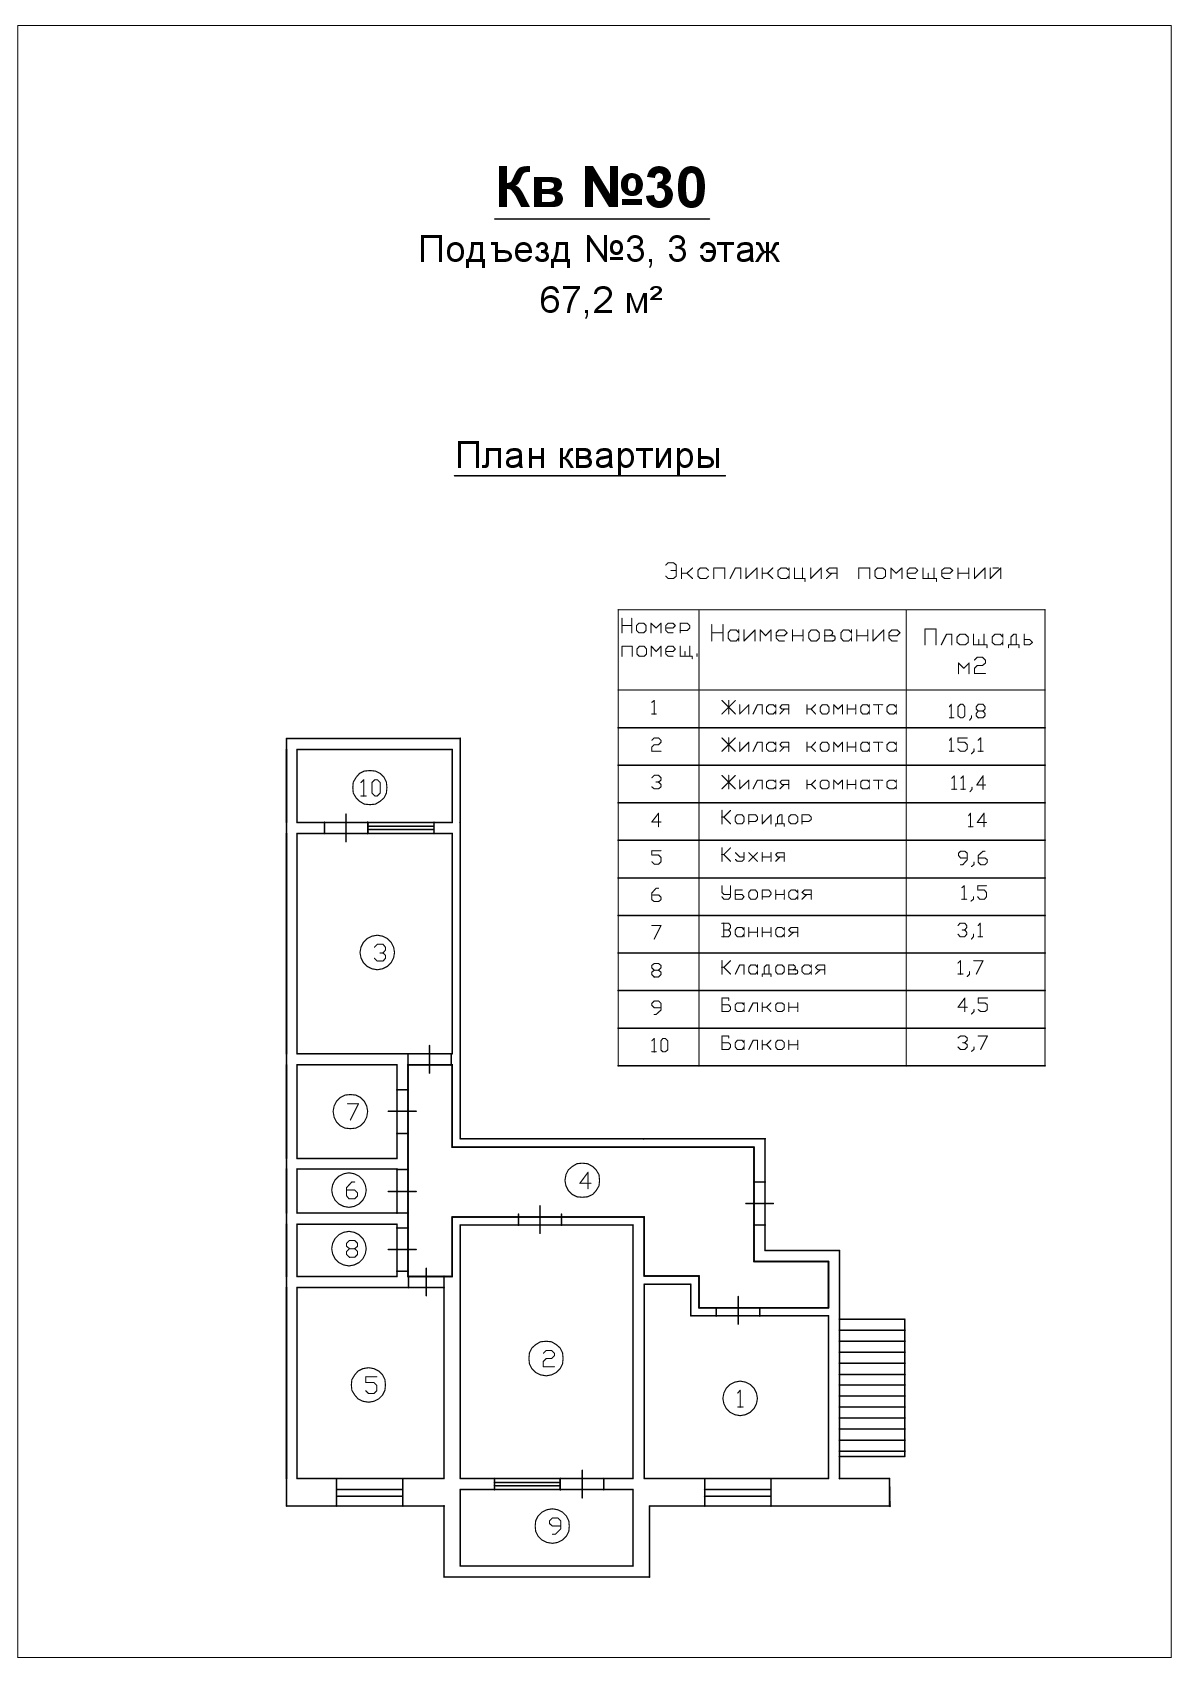 Кв №30
Подъезд №3, 3 этаж
67,2 м²
План квартиры
Экспликация помещений
Номер помещ. Наименование Площадь м2
1 Жилая комната 10,8
2 Жилая комната 15,1
3 Жилая комната 11,4
4 Коридор 14
5 Кухня 9,6
6 Уборная 1,5
7 Ванная 3,1
8 Кладовая 1,7
9 Балкон 4,5
10 Балкон 3,7
10
3
7
6
4
8
2
5
1
9